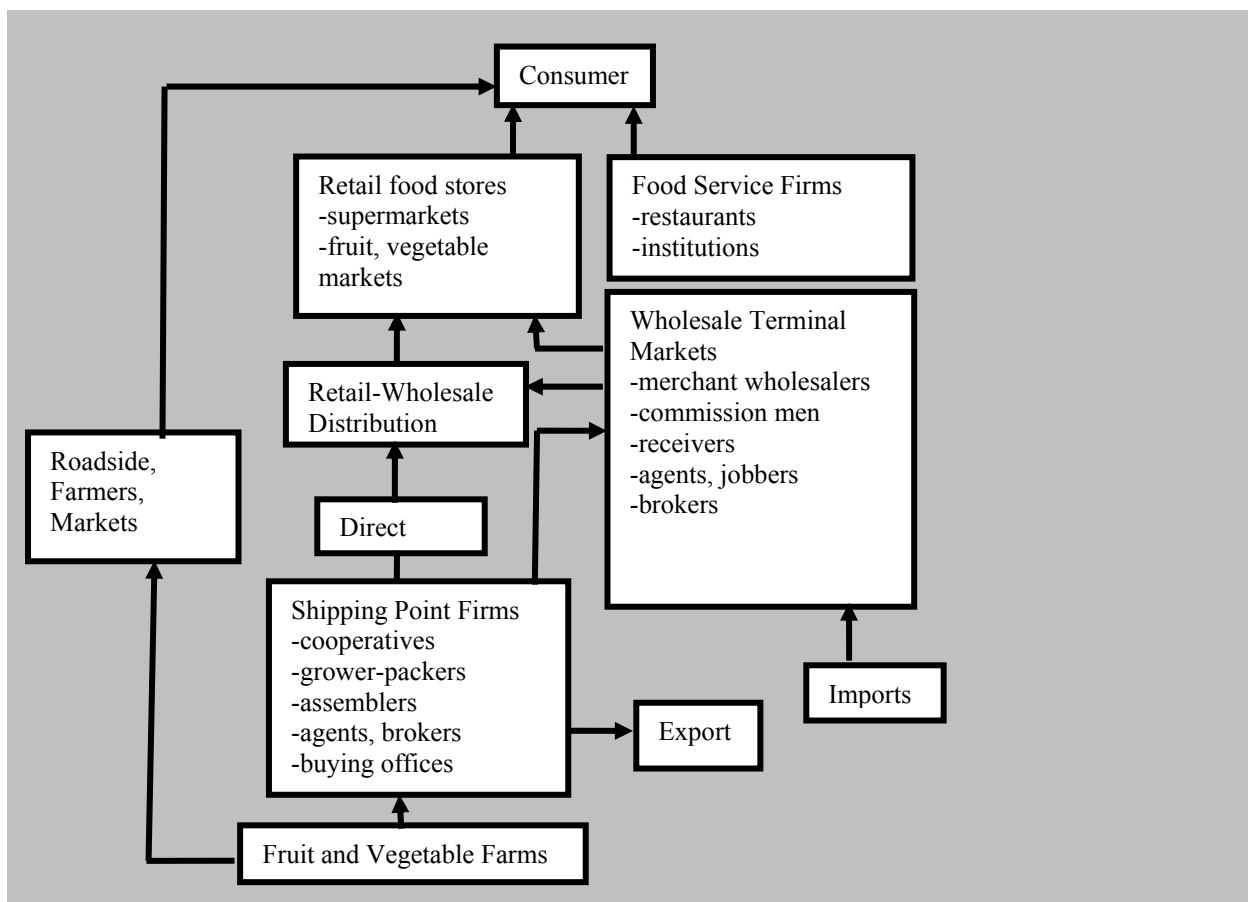 Consumer
Retail food stores
-supermarkets
-fruit, vegetable
markets
Food Service Firms
-restaurants
-institutions
Wholesale Terminal
Markets
-merchant wholesalers
-commission men
-receivers
-agents, jobbers
-brokers
Retail-Wholesale
Distribution
Roadside,
Farmers,
Markets
Direct
Shipping Point Firms
-cooperatives
-grower-packers
-assemblers
-agents, brokers
-buying offices
Imports
Export
Fruit and Vegetable Farms